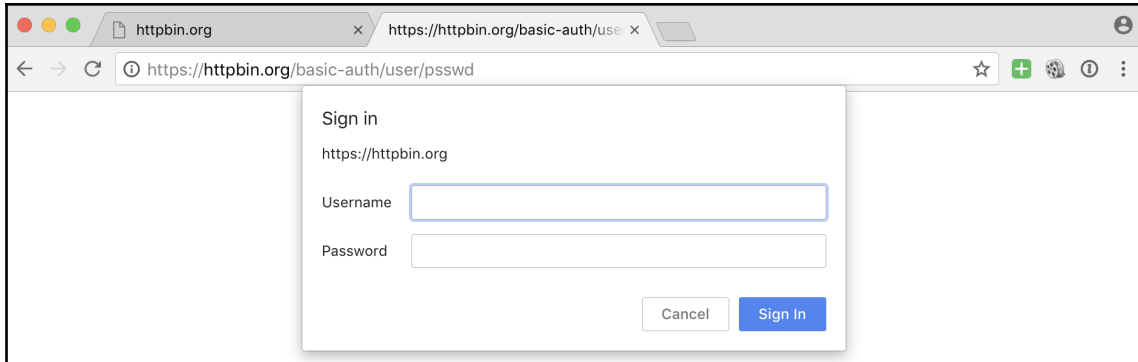 httpbin.org
https://httpbin.org/basic-auth/use
https://httpbin.org/basic-auth/user/psswd
Sign in
https://httpbin.org
Username
Password
Cancel Sign In